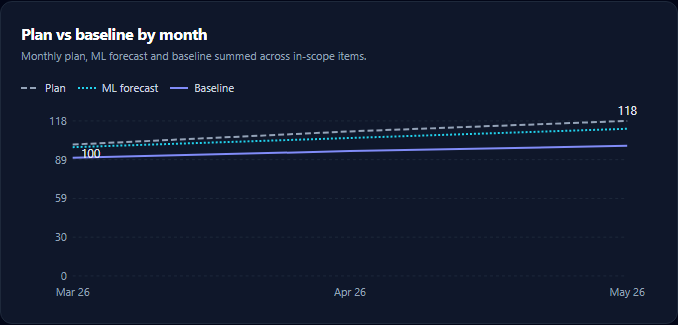 Plan vs baseline by month
Monthly plan, ML forecast and baseline summed across in-scope items.
Plan ML forecast Baseline
118
118
100
89
59
30
0
Mar 26 Apr 26 May 26